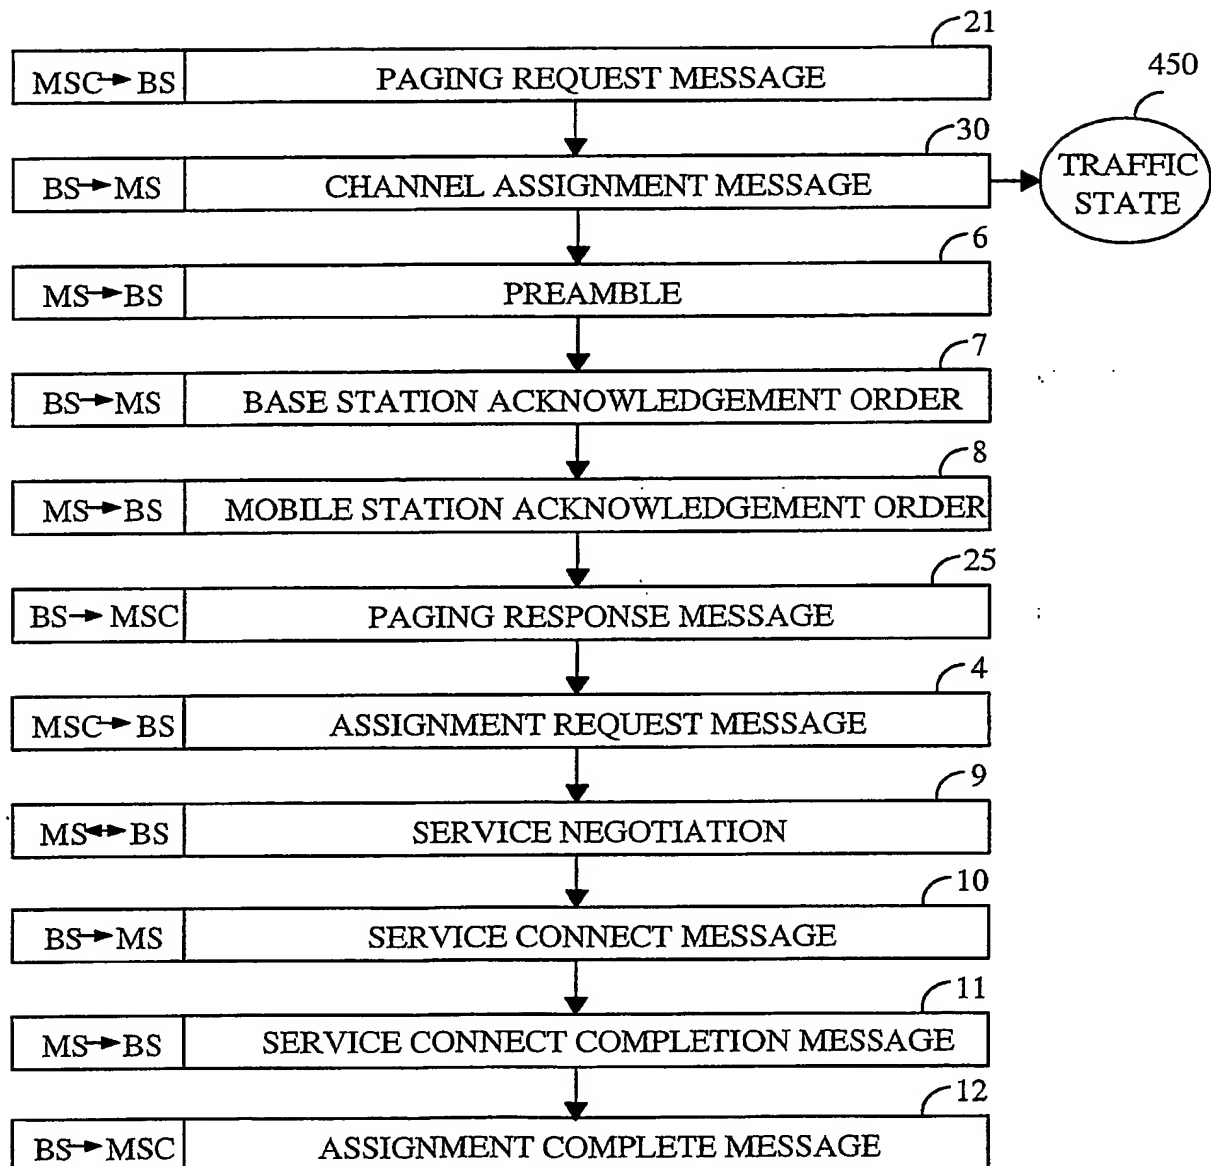 21
MSC→BS PAGING REQUEST MESSAGE
450
30
BS→MS CHANNEL ASSIGNMENT MESSAGE
TRAFFIC
STATE
6
MS→BS PREAMBLE
7
BS→MS BASE STATION ACKNOWLEDGEMENT ORDER
8
MS→BS MOBILE STATION ACKNOWLEDGEMENT ORDER
25
BS→MSC PAGING RESPONSE MESSAGE
4
MSC→BS ASSIGNMENT REQUEST MESSAGE
9
MS↔BS SERVICE NEGOTIATION
10
BS→MS SERVICE CONNECT MESSAGE
11
MS→BS SERVICE CONNECT COMPLETION MESSAGE
12
BS→MSC ASSIGNMENT COMPLETE MESSAGE